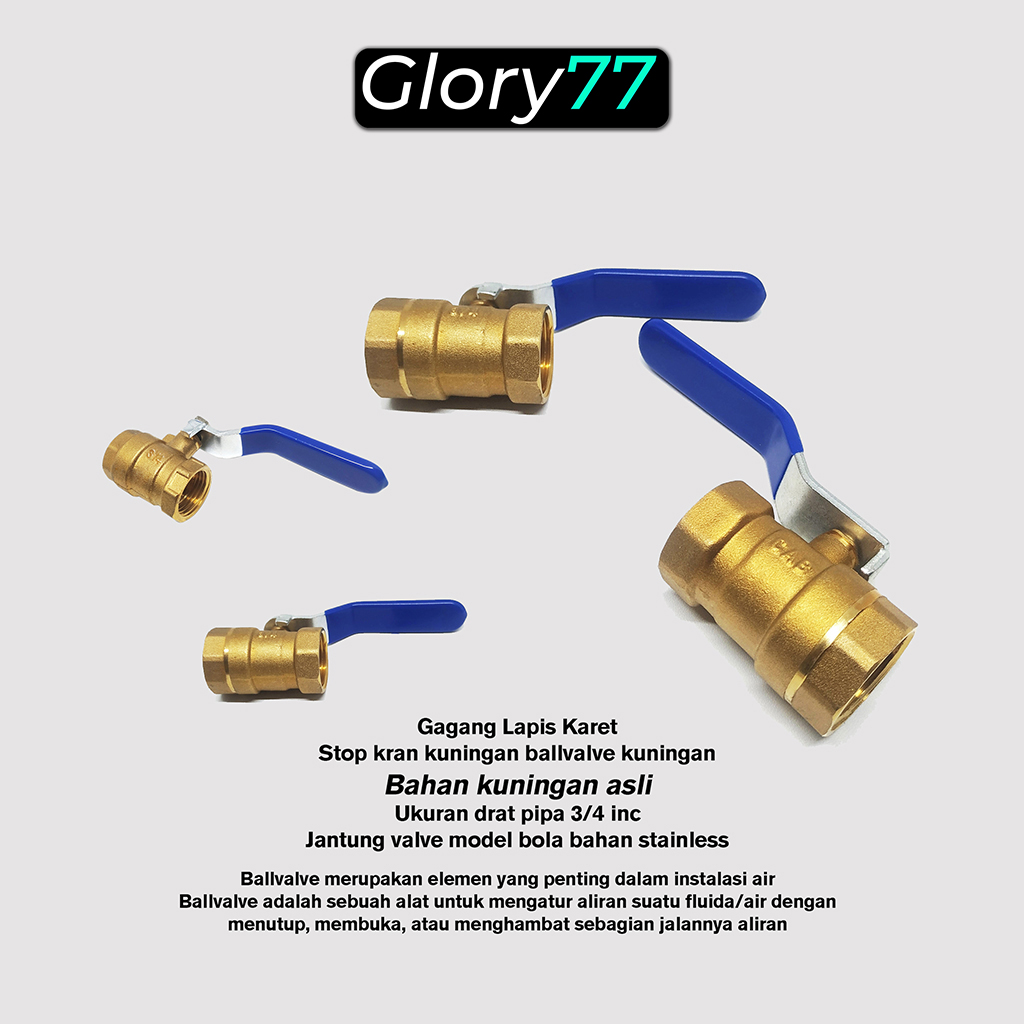 Glory77
Gagang Lapis Karet
Stop kran kuningan ballvalve kuningan
Bahan kuningan asli
Ukuran drat pipa 3/4 inc
Jantung valve model bola bahan stainless
Ballvalve merupakan elemen yang penting dalam instalasi air
Ballvalve adalah sebuah alat untuk mengatur aliran suatu fluida/air dengan
menutup, membuka, atau menghambat sebagian jalannya aliran